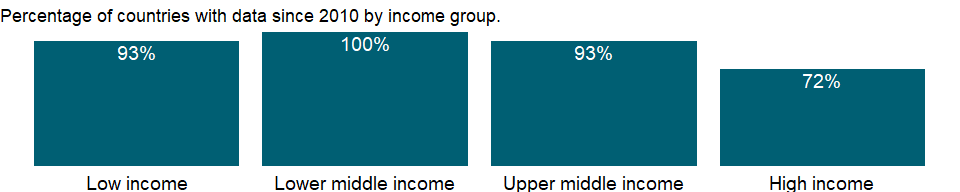 Percentage of countries with data since 2010 by income group.
93% 100% 93% 72%
Low income Lower middle income Upper middle income High income